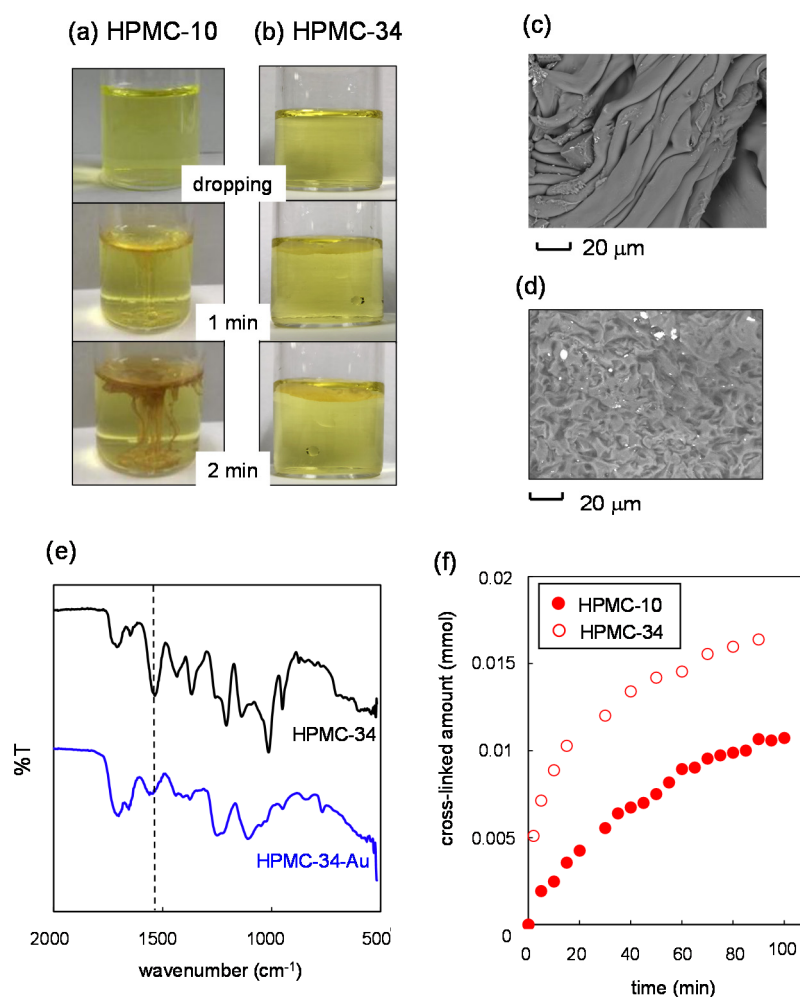 (a) HPMC-10
(b) HPMC-34
dropping
1 min
2 min
(c)
20 μm
(d)
20 μm
(e)
%T
HPMC-34
HPMC-34-Au
2000 1500 1000 500
wavenumber (cm-1)
(f)
cross-linked amount (mmol)
0.02
0.015
0.01
0.005
0
HPMC-10
HPMC-34
0 20 40 60 80 100
time (min)